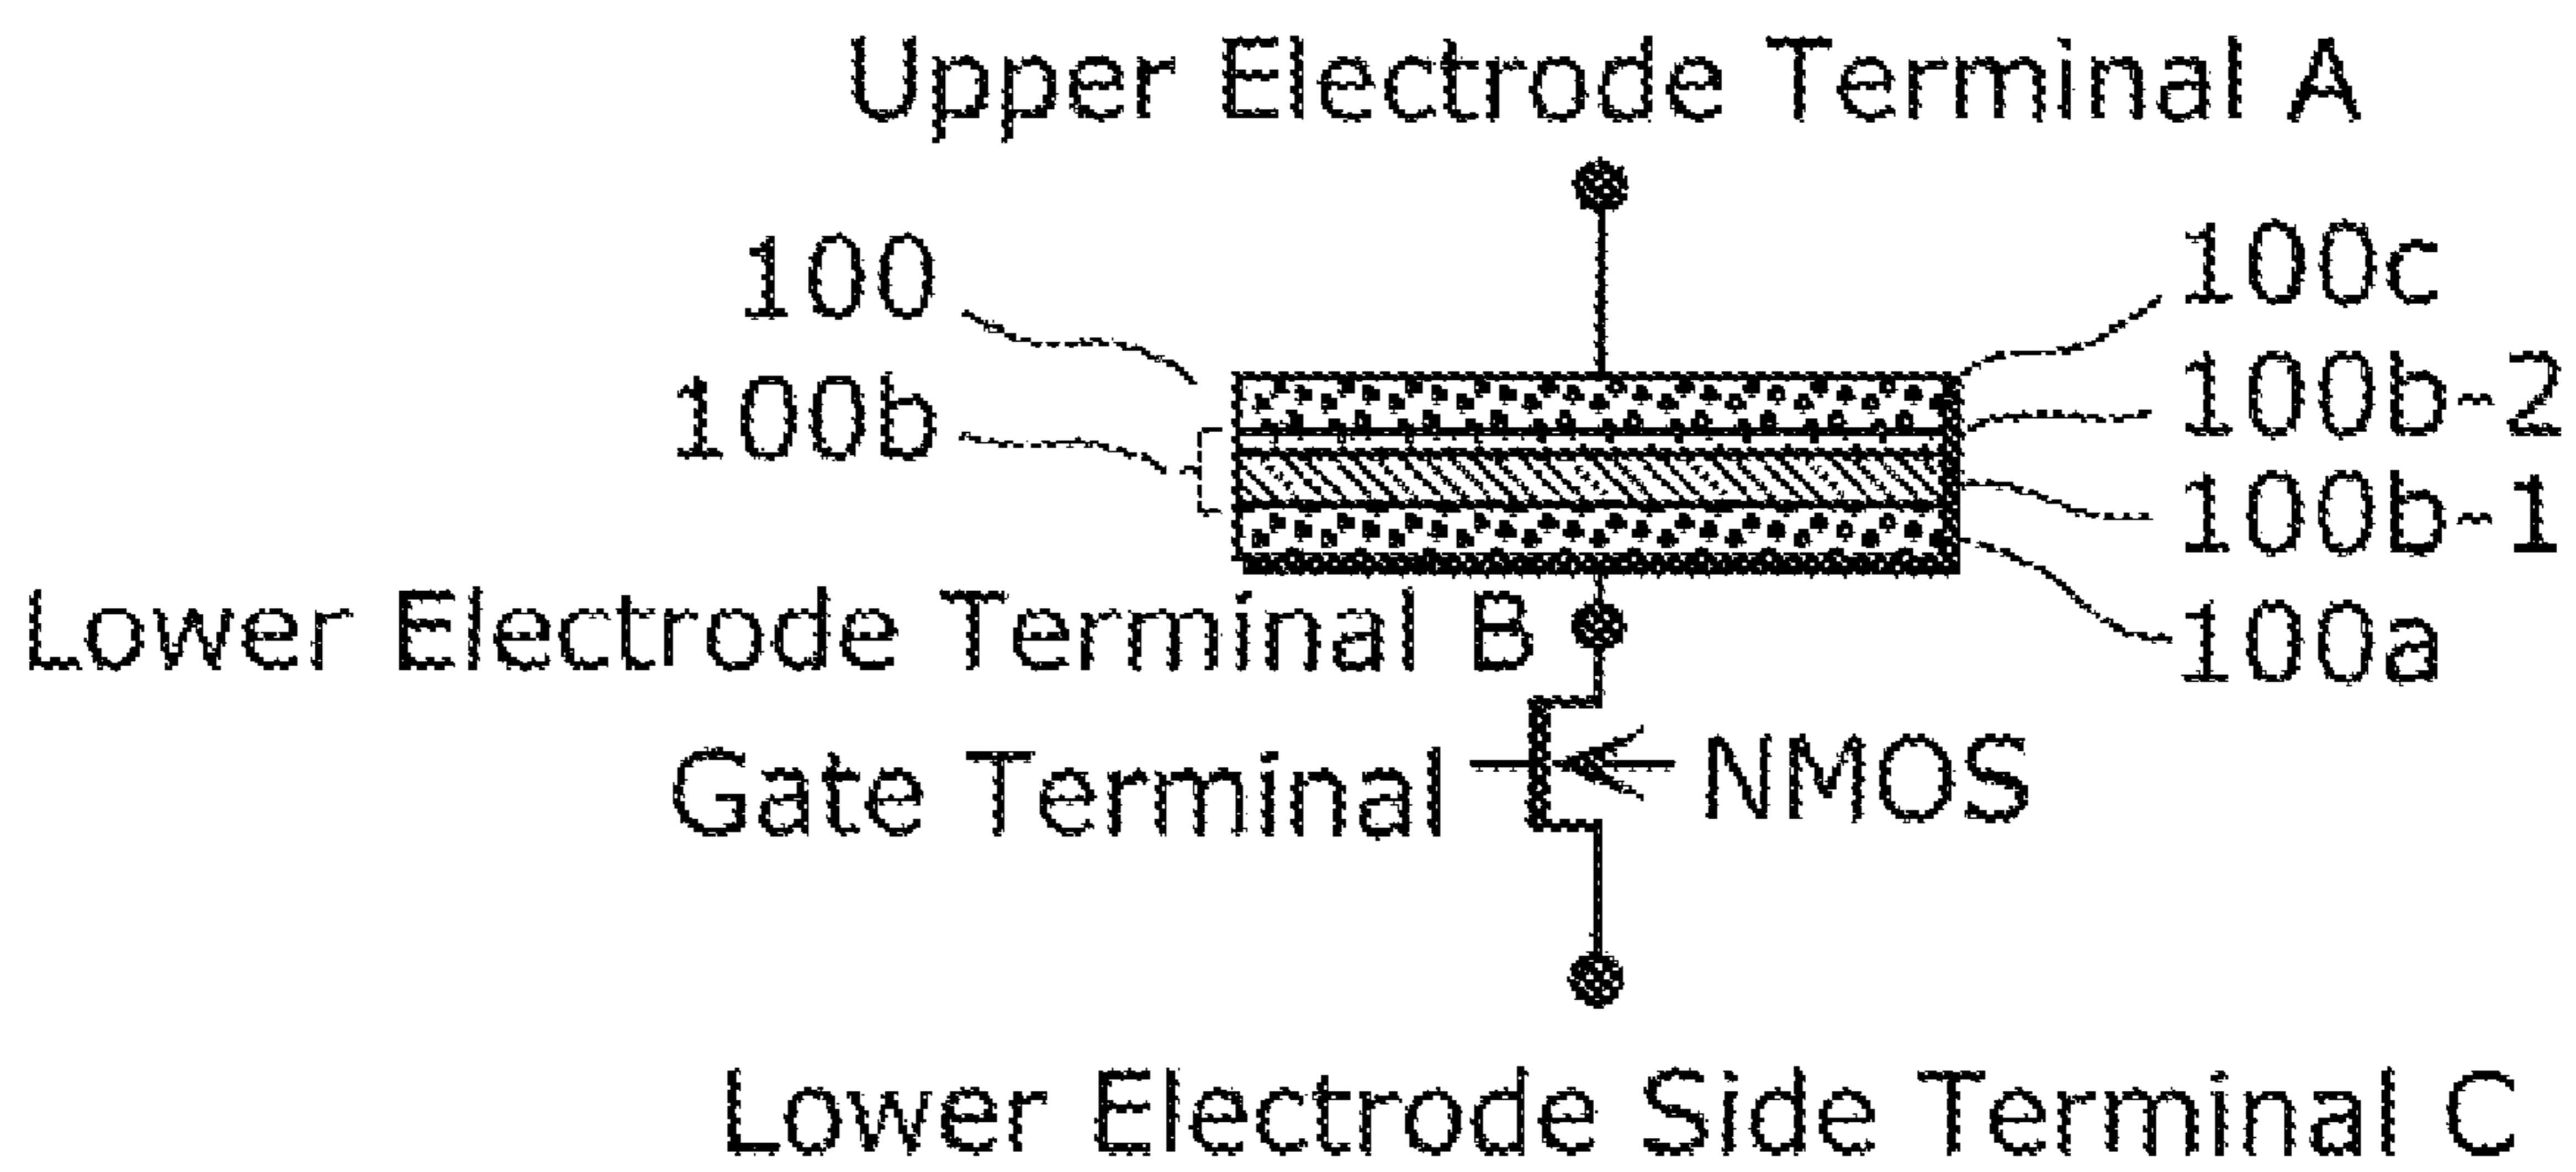 Upper Electrode Terminal A
100
100c
100b
100b-2
100b-1
Lower Electrode Terminal B
100a
Gate Terminal
NMOS
Lower Electrode Side Terminal C